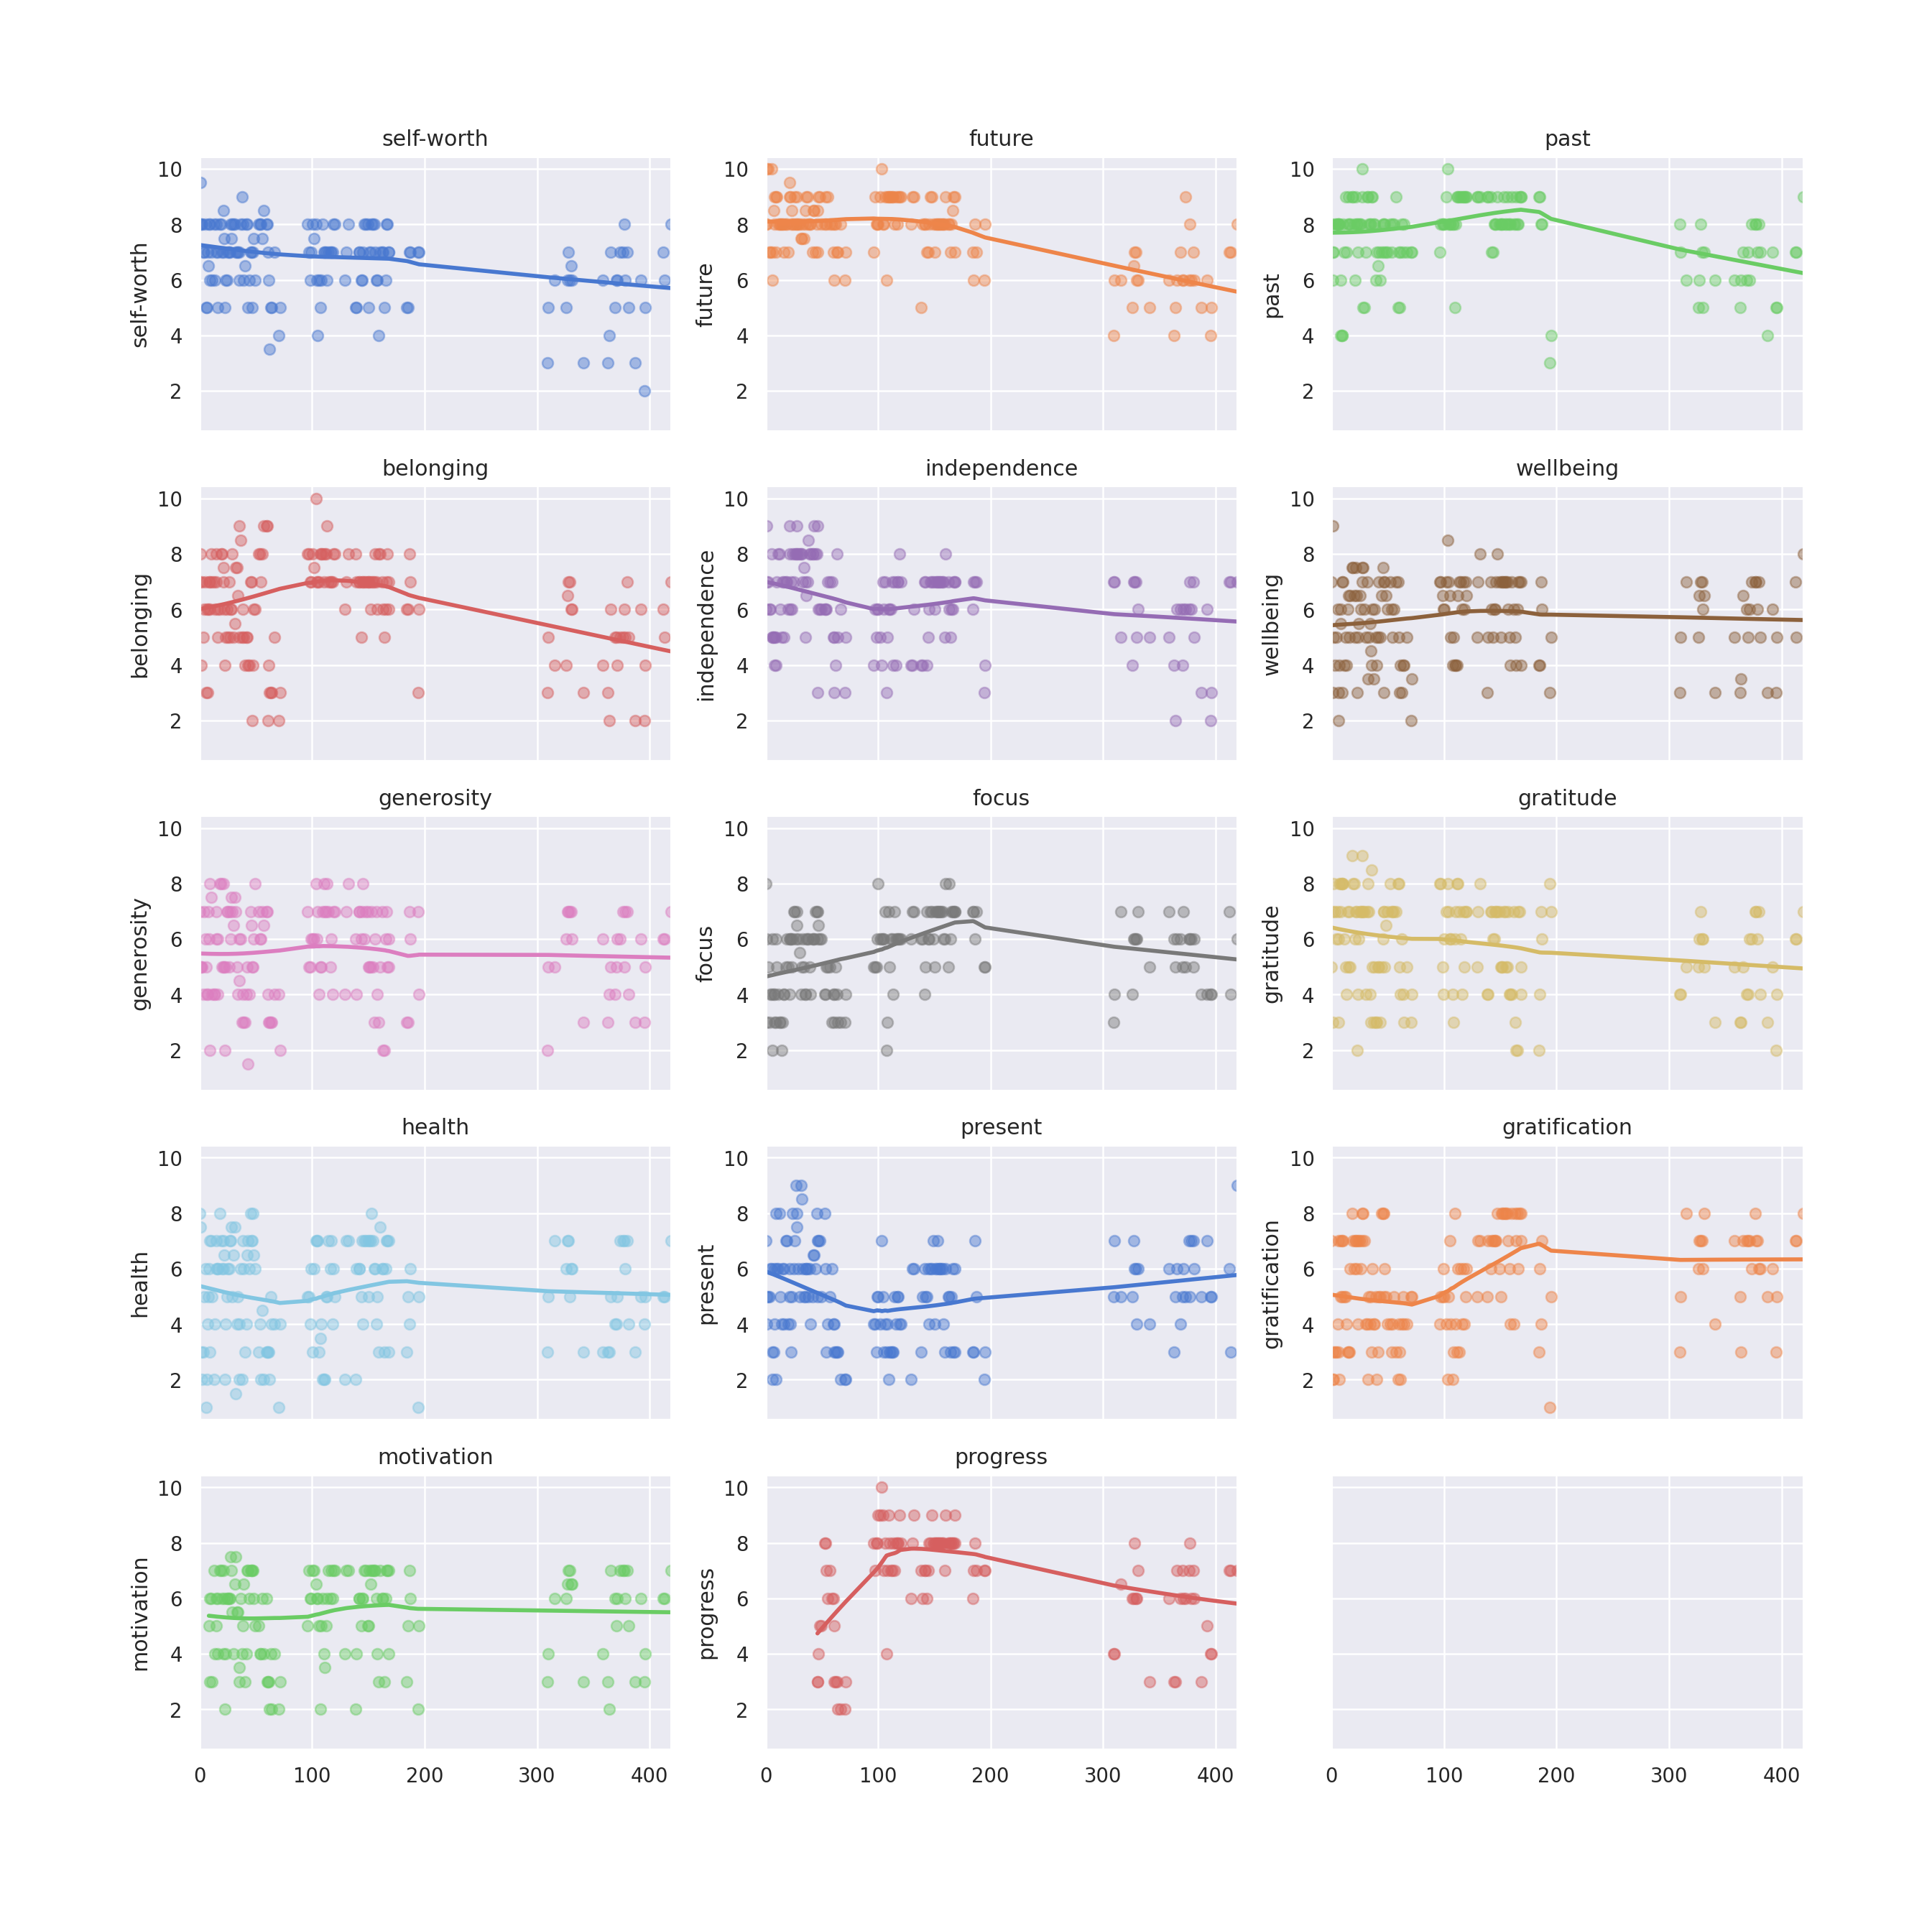 self-worth future past
10 10 10
8 8 8
6 6 6
4 4 4
2 2 2
self-worth future past
belonging independence wellbeing
10 10 10
8 8 8
6 6 6
4 4 4
2 2 2
belonging independence wellbeing
generosity focus gratitude
10 10 10
8 8 8
6 6 6
4 4 4
2 2 2
generosity focus gratitude
health present gratification
10 10 10
8 8 8
6 6 6
4 4 4
2 2 2
health present gratification
motivation progress
10 10
8 8
6 6
4 4
2 2
motivation progress
0 100 200 300 400 0 100 200 300 400 0 100 200 300 400